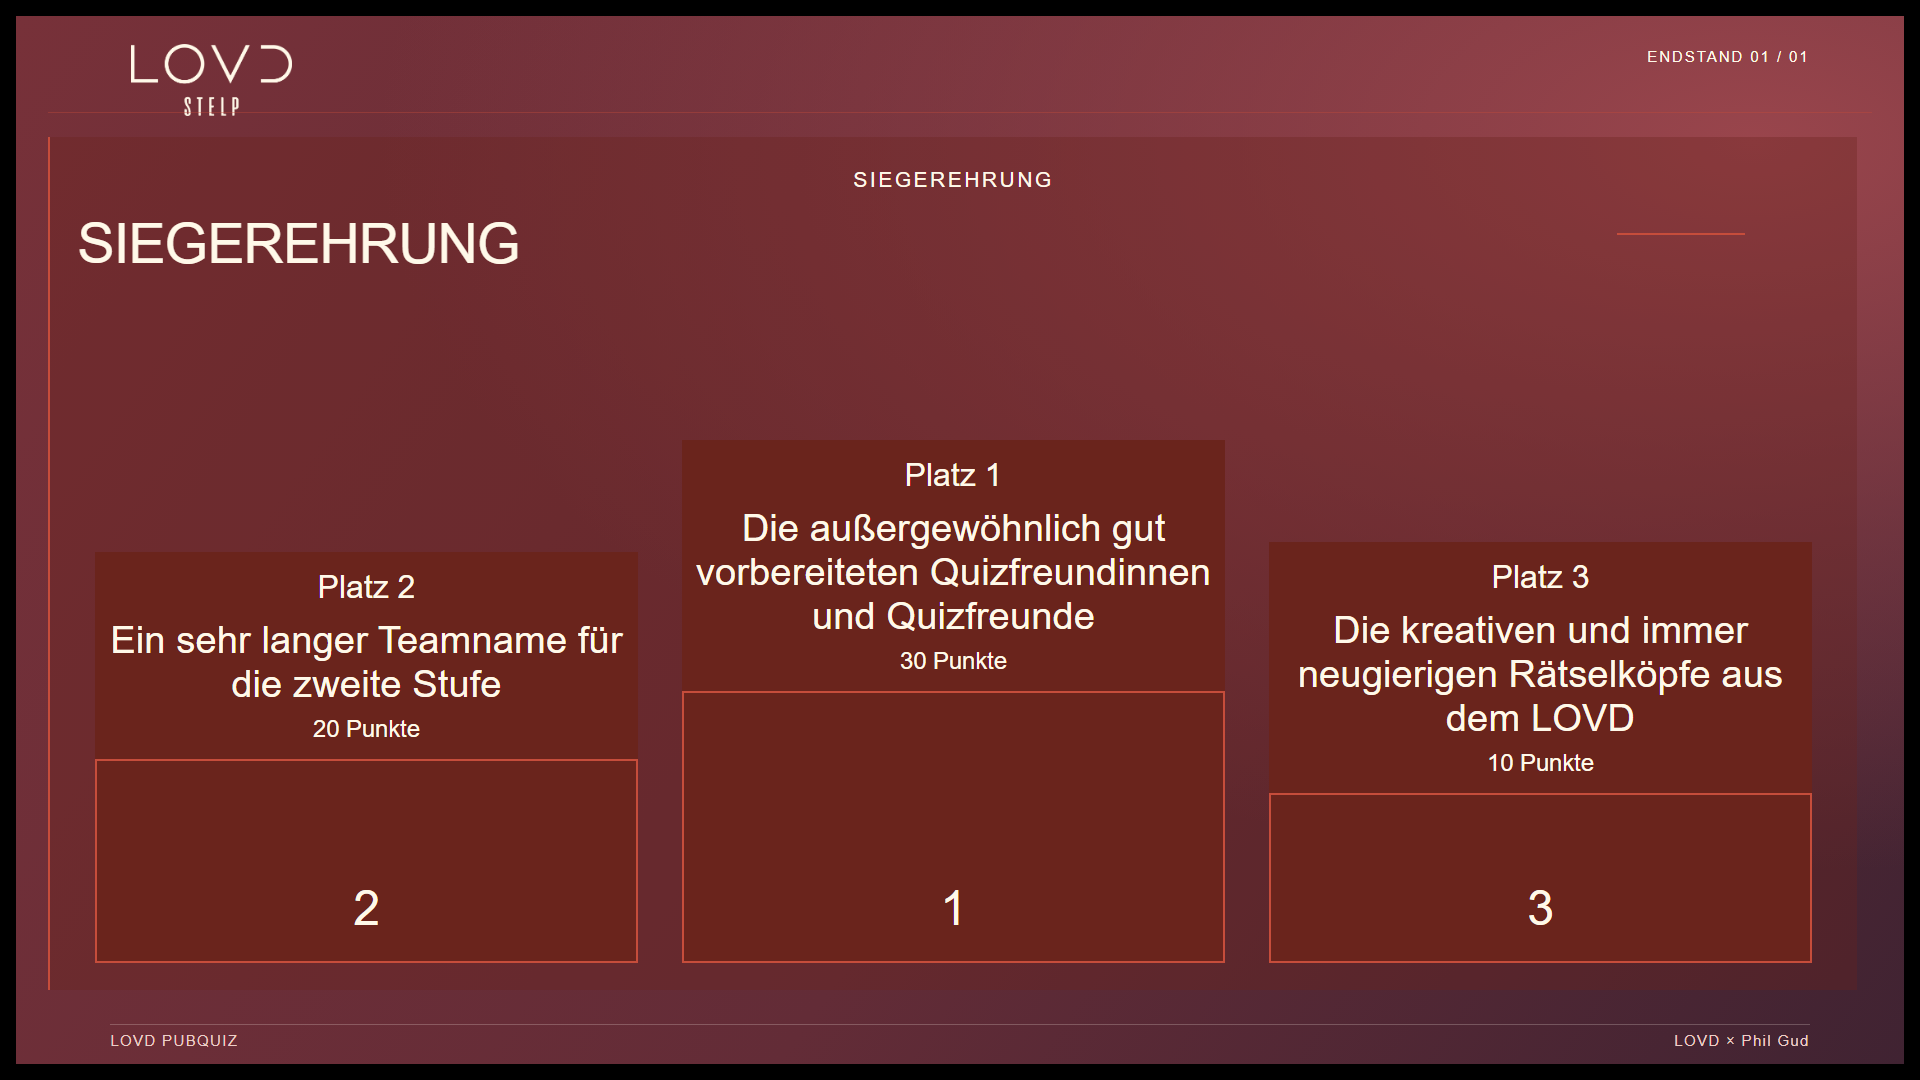 LOVD
STELP
ENDSTAND 01 / 01
SIEGEREHRUNG
SIEGEREHRUNG
Platz 2
Ein sehr langer Teamname für
die zweite Stufe
20 Punkte
2
Platz 1
Die außergewöhnlich gut
vorbereiteten Quizfreundinnen
und Quizfreunde
30 Punkte
1
Platz 3
Die kreativen und immer
neugierigen Rätselköpfe aus
dem LOVD
10 Punkte
3
LOVD PUBQUIZ
LOVD × Phil Gud